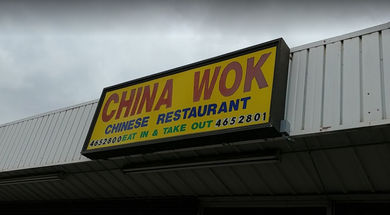 CHINA WOK
CHINESE RESTAURANT
4652800 EAT IN & TAKE OUT 4652801